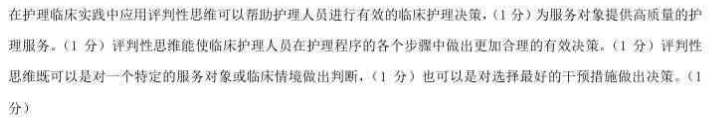 在护理临床实践中应用评判性思维可以帮助护理人员进行有效的临床护理决策，（1 分）为服务对象提供高质量的护
理服务。（1 分）评判性思维能使临床护理人员在护理程序的各个步骤中做出更加合理的有效决策。（1 分）评判性
思维既可以是对一个特定的服务对象或临床情境做出判断，（1 分）也可以是对选择最好的干预措施做出决策。（1
分）